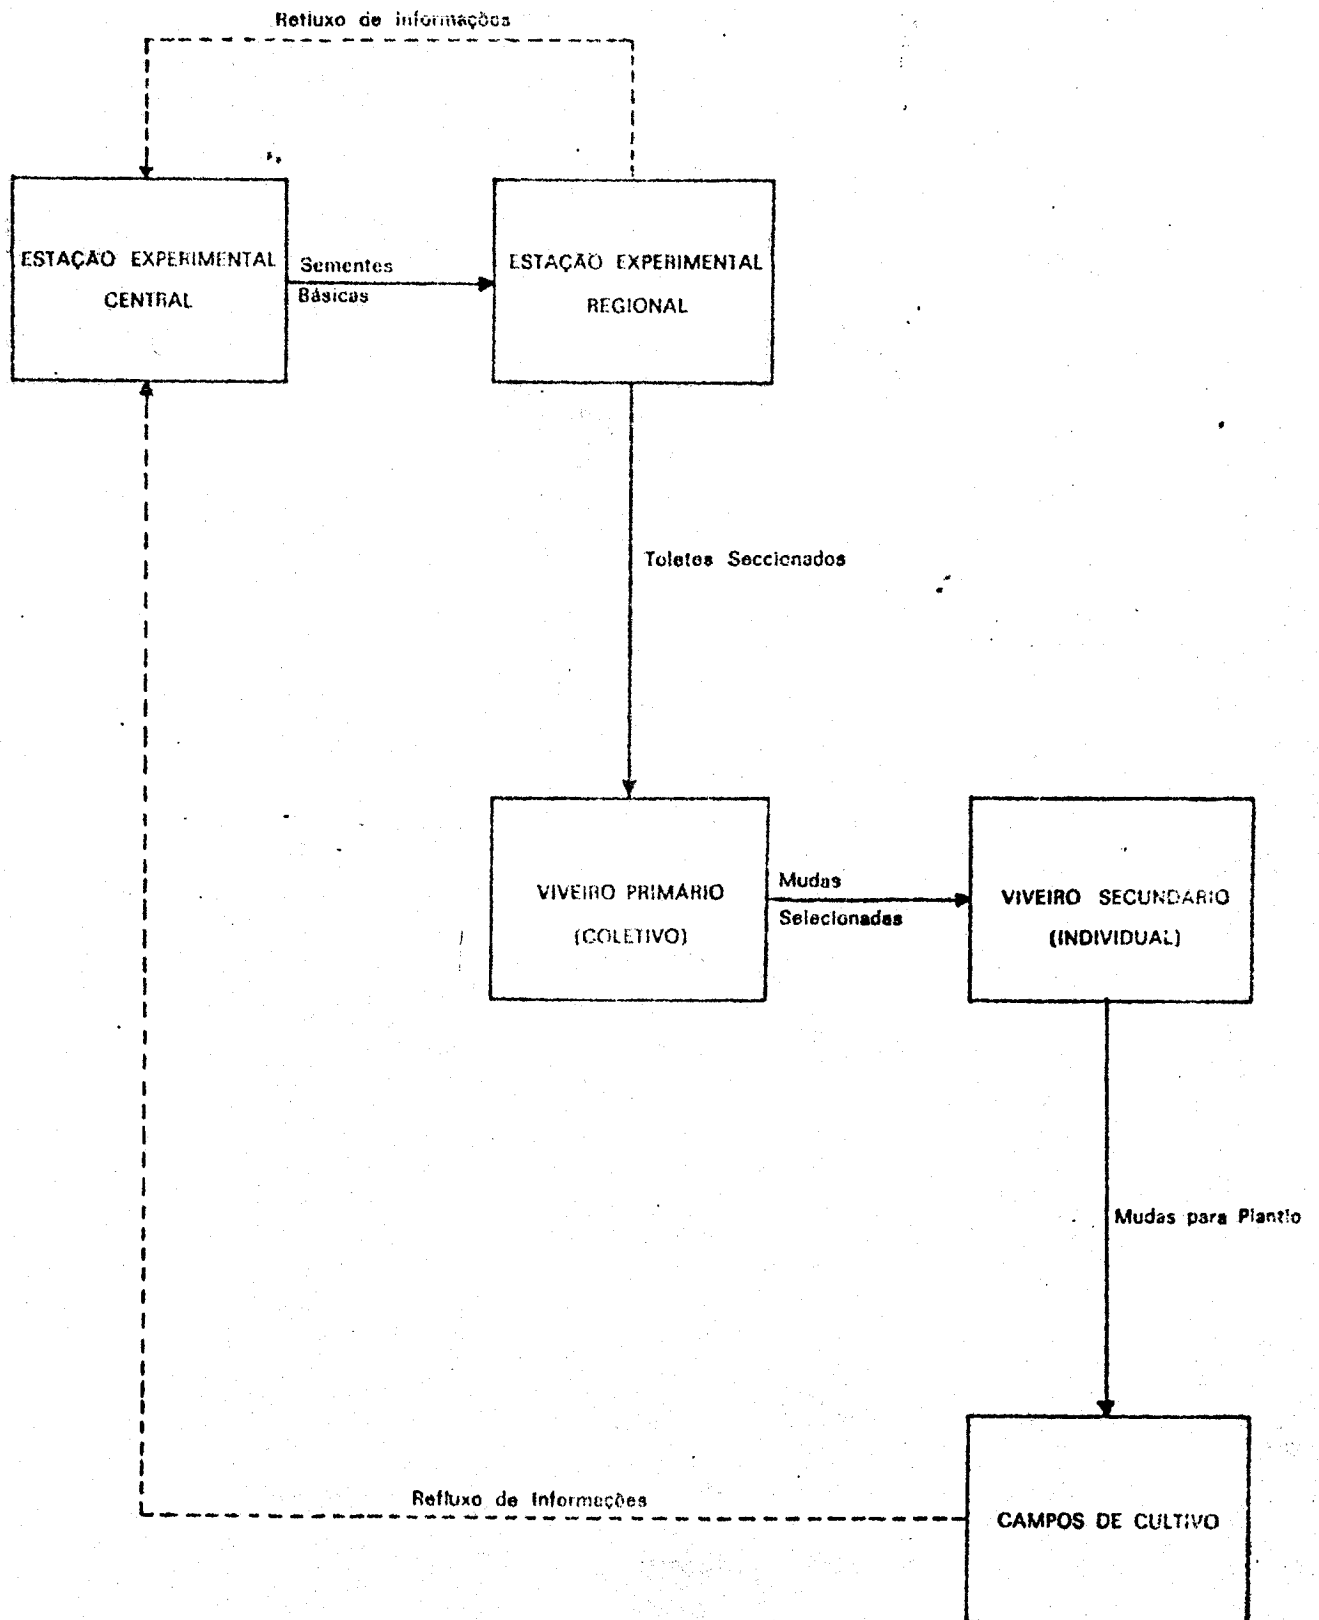 Refluxo de informações
ESTAÇÃO EXPERIMENTAL
CENTRAL
Sementes
Básicas
ESTAÇÃO EXPERIMENTAL
REGIONAL
Toletes Seccionados
VIVEIRO PRIMÁRIO
(COLETIVO)
Mudas
Selecionadas
VIVEIRO SECUNDÁRIO
(INDIVIDUAL)
Mudas para Plantio
Refluxo de Informações
CAMPOS DE CULTIVO